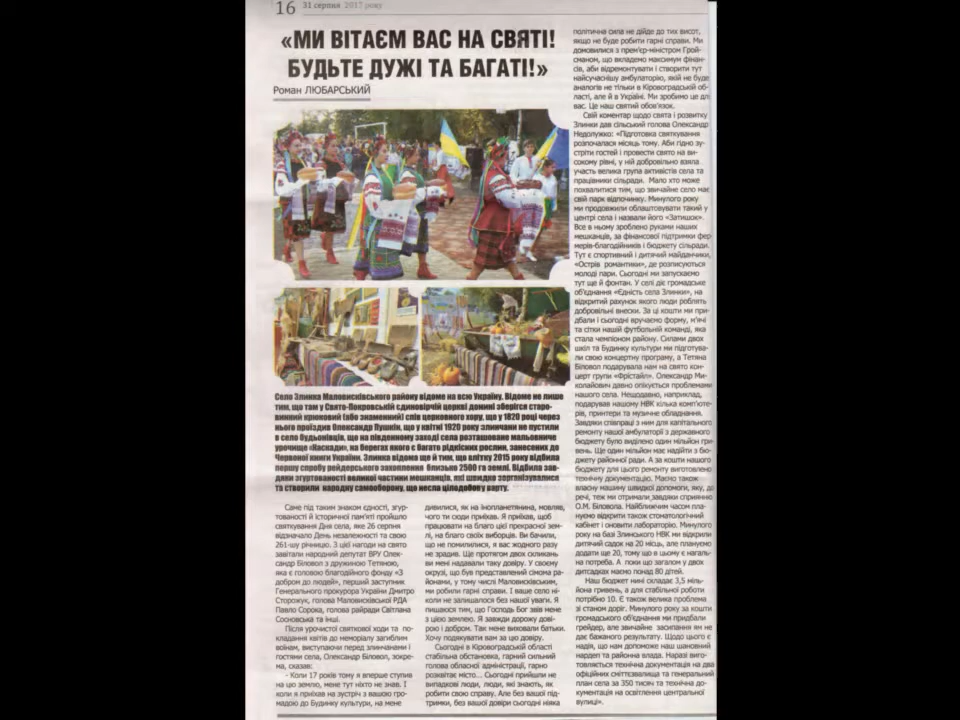 16 31 серпня 2017 року
«МИ ВІТАЄМ ВАС НА СВЯТІ!
БУДЬТЕ ДУЖІ ТА БАГАТІ!»
Роман ЛЮБАРСЬКИЙ
Село Злинка Маловисківського району відоме на всю Україну. Відоме не лише
тим, що там у Свято-Покровській єдиновірчій церкві донині зберігся старо-
винний крюковий (або знаменний) спів церковного хору, що у 1820 році через
нього проїздив Олександр Пушкін, що у квітні 1920 року злинчани не пустили
в село будьонівців, що на південному заході села розташоване мальовниче
урочище «Каскади», на берегах якого є багато рідкісних рослин, занесених до
Червоної книги України. Злинка відома ще й тим, що влітку 2015 року відбила
першу спробу рейдерського захоплення близько 2500 га землі. Відбила зав-
дяки згуртованості великої частини мешканців, які швидко зорганізувалися
та створили народну самооборону, що несла цілодобову варту.
Саме під таким знаком єдності, згур-
тованості й історичної пам'яті пройшло
святкування Дня села, яке 26 серпня
відзначало День незалежності та свою
261-шу річницю. З цієї нагоди на свято
завітали народний депутат ВРУ Олек-
сандр Біловол з дружиною Тетяною,
яка є головою благодійного фонду «З
добром до людей», перший заступник
Генерального прокурора України Дмитро
Сторожук, голова Маловисківської РДА
Павло Сорока, голова райради Світлана
Сосновська та інші.
Після урочистої святкової ходи та по-
кладання квітів до меморіалу загиблим
воїнам, виступаючи перед злинчанами і
гостями села, Олександр Біловол, зокре-
ма, сказав:
- Коли 17 років тому я вперше ступив
на цю землю, мене тут ніхто не знав. І
коли я приїхав на зустріч з вашою гро-
мадою до Будинку культури, на мене
дивилися, як на інопланетянина, мовляв,
чого ти сюди приїхав. Я приїхав, щоб
працювати на благо цієї прекрасної зем-
лі, на благо своїх виборців. Ви бачили,
що не помилилися, я вас жодного разу
не зрадив. Ще протягом двох скликань
ви мені надавали таку довіру. У своєму
окрузі, що був представлений сімома ра-
йонами, у тому числі Маловисківським,
ми робили гарні справи. І ваше село ні-
коли не залишалося без нашої уваги. Я
пишаюся тим, що Господь Бог звів мене
з цією землею. Я завжди дорожу дові-
рою і добром. Так мене виховали батьки.
Хочу подякувати вам за цю довіру.
Сьогодні в Кіровоградській області
стабільна обстановка, гарний сильний
голова обласної адміністрації, гарно
розквітає місто... Сьогодні прийшли не
випадкові люди, люди, які знають, як
робити свою справу. Але без вашої під-
тримки, без вашої довіри сьогодні ніяка
політична сила не дійде до тих висот,
якщо не буде робити гарні справи. Ми
домовилися з прем'єр-міністром Грой-
сманом, що вкладемо максимум фінан-
сів, аби відремонтувати і створити тут
найсучаснішу амбулаторію, якій не буде
аналогів не тільки в Кіровоградській об-
ласті, але й в Україні. Ми зробимо це для
вас. Це наш святий обов'язок.
Свій коментар щодо свята і розвитку
Злинки дав сільський голова Олександр
Недолужко: «Підготовка святкування
розпочалася місяць тому. Аби гідно зу-
стріти гостей і провести свято на ви-
сокому рівні, у ній добровільно взяла
участь велика група активістів села та
працівники сільради. Мало хто може
похвалитися тим, що звичайне село має
свій парк відпочинку. Минулого року
ми продовжили облаштовувати такий у
центрі села і назвали його «Затишок».
Все в ньому зроблено руками наших
мешканців, за фінансової підтримки фер-
мерів-благодійників і бюджету сільради.
Тут є спортивний і дитячий майданчики,
«Острів романтики», де розписуються
молоді пари. Сьогодні ми запускаємо
тут ще й фонтан. У селі діє громадське
об'єднання «Єдність села Злинки», на
відкритий рахунок якого люди роблять
добровільні внески. За ці кошти ми при-
дбали і сьогодні вручаємо форму, м'ячі
та сітки нашій футбольній команді, яка
стала чемпіоном району. Силами двох
шкіл та Будинку культури ми підготува-
ли свою концертну програму, а Тетяна
Біловол подарувала нам на свято кон-
церт групи «Фрістайл». Олександр Ми-
колайович давно опікується проблемами
нашого села. Нещодавно, наприклад,
подарував нашому НВК кілька комп'юте-
рів, принтери та музичне обладнання.
Завдяки співпраці з ним для капітального
ремонту нашої амбулаторії з державного
бюджету було виділено один мільйон гри-
вень. Ще один мільйон має надійти з бю-
джету районної ради. А за кошти нашого
бюджету для цього ремонту виготовлено
технічну документацію. Маємо також
власну машину швидкої допомоги, яку, до
речі, теж ми отримали завдяки сприянню
О.М. Біловола. Найближчим часом пла-
нуємо відкрити також стоматологічний
кабінет і оновити лабораторію. Минулого
року на базі Злинського НВК ми відкрили
дитячий садок на 20 місць, але плануємо
додати ще 20, тому що в цьому є нагаль-
на потреба. А поки що загалом у двох
дитсадках маємо понад 80 дітей.
Наш бюджет нині складає 3,5 міль-
йона гривень, а для стабільної роботи
потрібно 10. Є також велика проблема
зі станом доріг. Минулого року за кошти
громадського об'єднання ми придбали
грейдер, але звичайне засипання ям не
дає бажаного результату. Щодо цього є
надія, що нам допоможе наш шановний
нардеп та районна влада. Наразі виго-
товляється технічна документація на два
офіційних сміттєзвалища та генеральний
план села за 350 тисяч та технічна до-
кументація на освітлення центральної
вулиці».